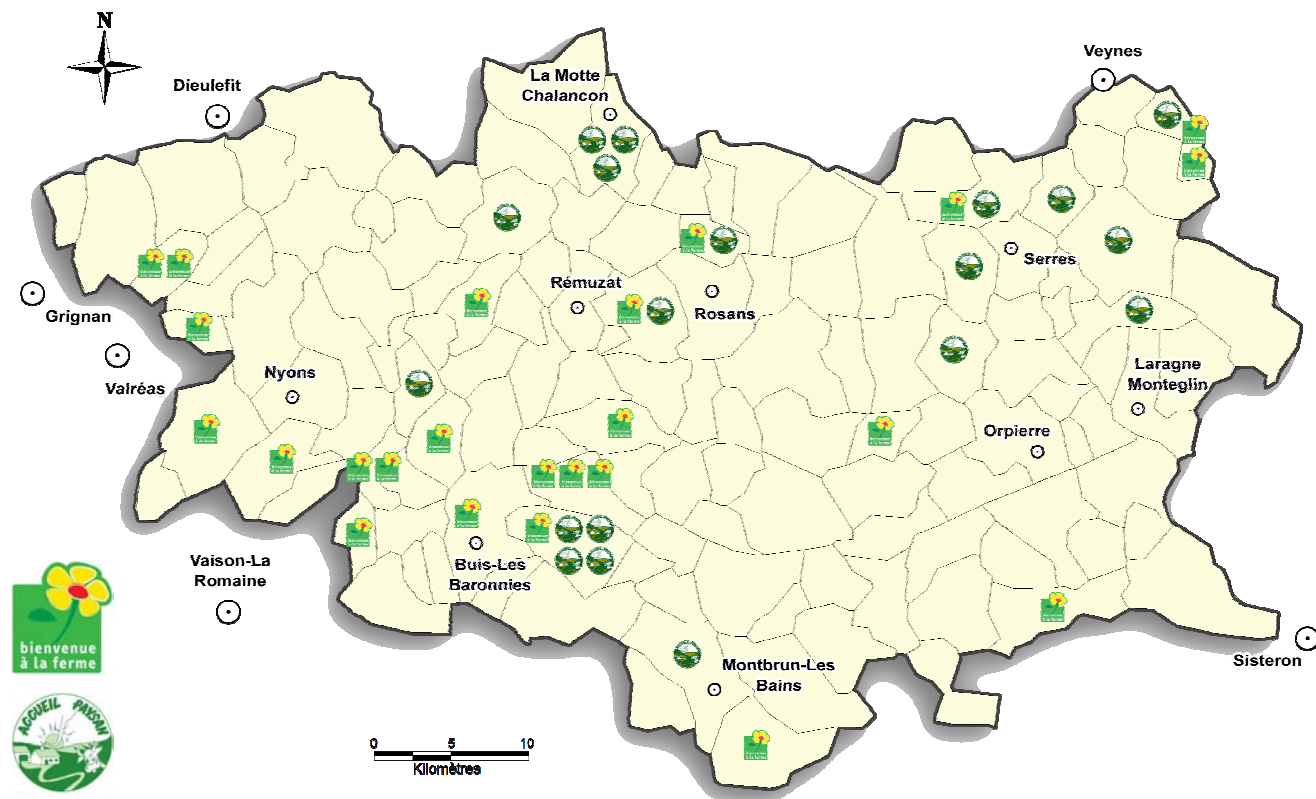 N
Veynes
La Motte
Chalancon
Dieulefit
Serres
Rémuzat
Rosans
Grignan
Valréas
Nyons
Laragne
Monteglin
Orpierre
Vaison-La
Romaine
Buis-Les
Baronnies
bienvenue
à la ferme
Montbrun-Les
Bains
Sisteron
ACCUEIL PAYSAN
0 5 10
Kilomètres